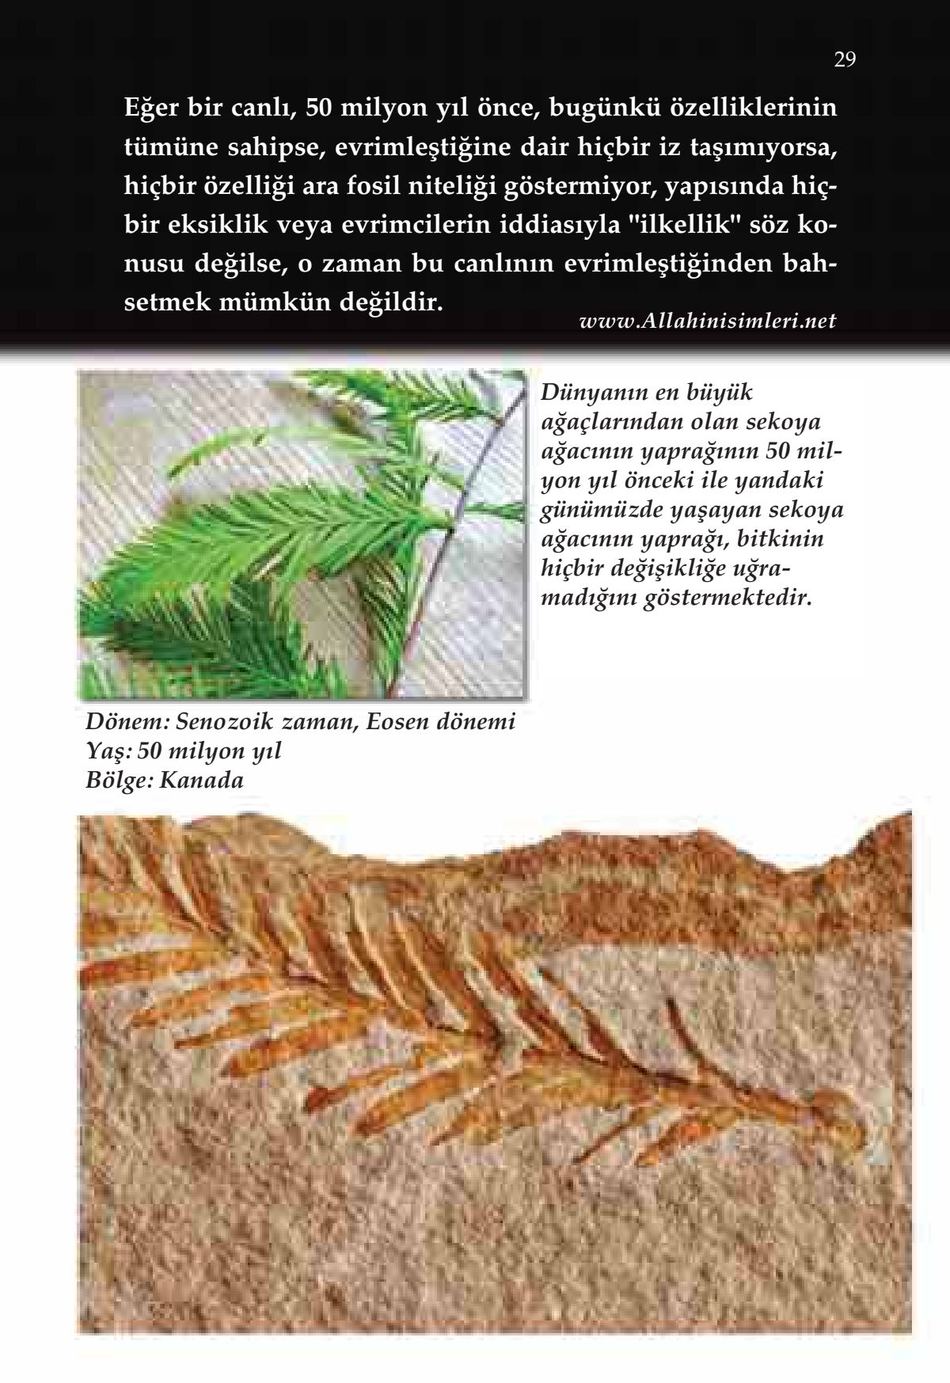 29
Eğer bir canlı, 50 milyon yıl önce, bugünkü özelliklerinin
tümüne sahipse, evrimleştiğine dair hiçbir iz taşımıyorsa,
hiçbir özelliği ara fosil niteliği göstermiyor, yapısında hiç-
bir eksiklik veya evrimcilerin iddiasıyla "ilkellik" söz ko-
nusu değilse, o zaman bu canlının evrimleştiğinden bah-
setmek mümkün değildir.
www.Allahinisimleri.net
Dünyanın en büyük
ağaçlarından olan sekoya
ağacının yaprağının 50 mil-
yon yıl önceki ile yandaki
günümüzde yaşayan sekoya
ağacının yaprağı, bitkinin
hiçbir değişikliğe uğra-
madığını göstermektedir.
Dönem: Senozoik zaman, Eosen dönemi
Yaş: 50 milyon yıl
Bölge: Kanada